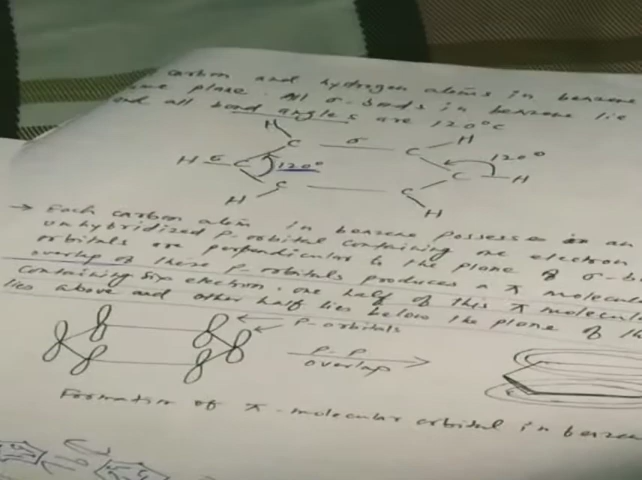 carbon and hydrogen atoms in benzene
same plane. All σ-bonds in benzene lie
and all bond angles are 120°C
H H
C σ C
120°
H σ C 120° C H
C C
H H
→ Each carbon atom in benzene possesses an
unhybridized P-orbital containing one electron
orbitals are perpendicular to the plane of σ-b
overlap of these P-orbitals produces a π molecul
containing six electron. one half of this π molecula
lies above and other half lies below the plane of th
P-orbitals
P-P
overlap
Formation of π-molecular orbital in benzen